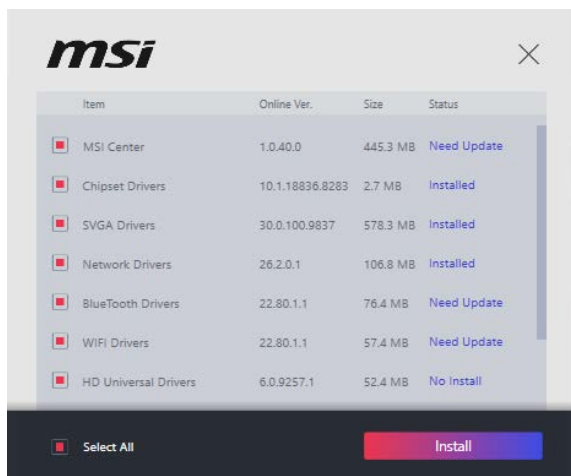 msi
Item Online Ver. Size Status
MSI Center 1.0.40.0 445.3 MB Need Update
Chipset Drivers 10.1.18836.8283 2.7 MB Installed
SVGA Drivers 30.0.100.9837 578.3 MB Installed
Network Drivers 26.2.0.1 106.8 MB Installed
BlueTooth Drivers 22.80.1.1 76.4 MB Need Update
WIFI Drivers 22.80.1.1 57.4 MB Need Update
HD Universal Drivers 6.0.9257.1 52.4 MB No Install
Select All Install